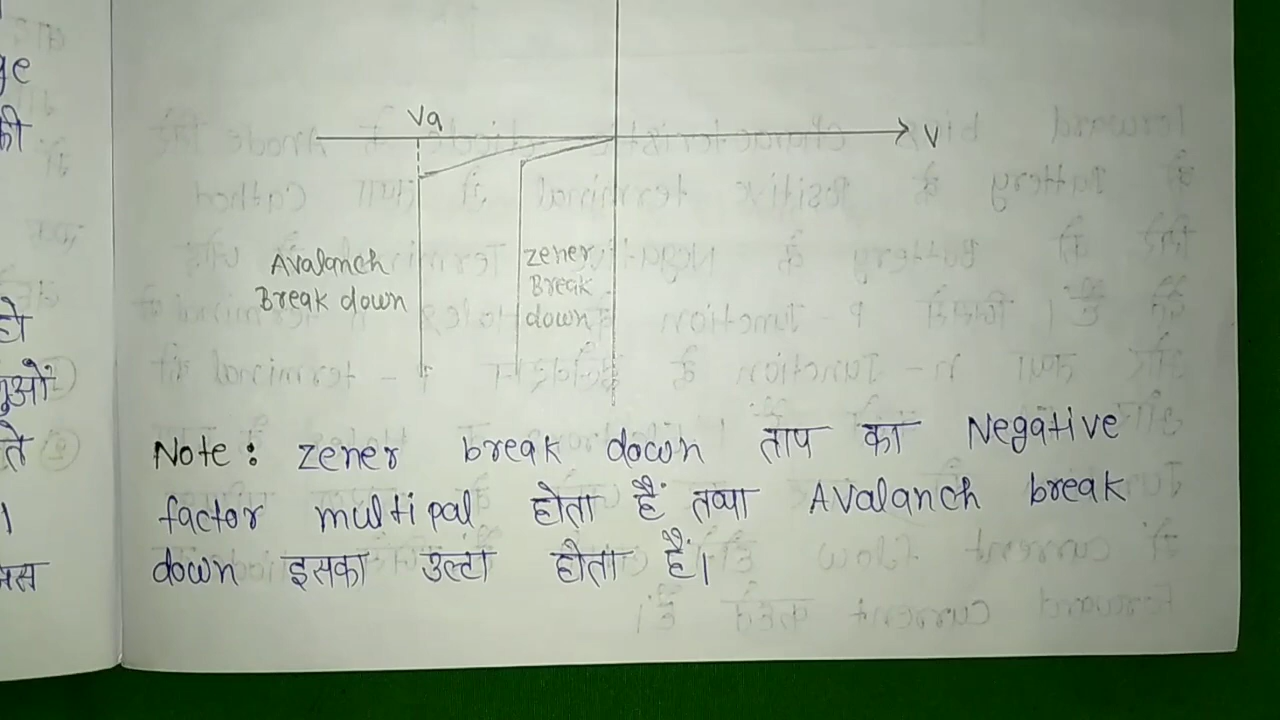 ge
की
हो
ते
Va
V
Avalanch
Break down
zener
Break
down
Note: zener break down ताप का Negative
factor multipal होता हैं तथा Avalanch break
down इसका उल्टा होता हैं।